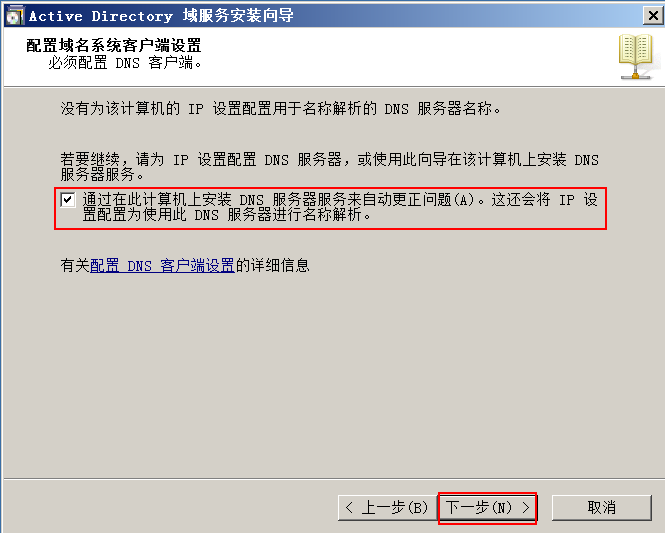 Active Directory 域服务安装向导
配置域名系统客户端设置
必须配置 DNS 客户端。
没有为该计算机的 IP 设置配置用于名称解析的 DNS 服务器名称。
若要继续，请为 IP 设置配置 DNS 服务器，或使用此向导在该计算机上安装 DNS
服务器服务。
通过在此计算机上安装 DNS 服务器服务来自动更正问题(A)。这还会将 IP 设
置配置为使用此 DNS 服务器进行名称解析。
有关配置 DNS 客户端设置的详细信息
< 上一步(B) 下一步(N) > 取消